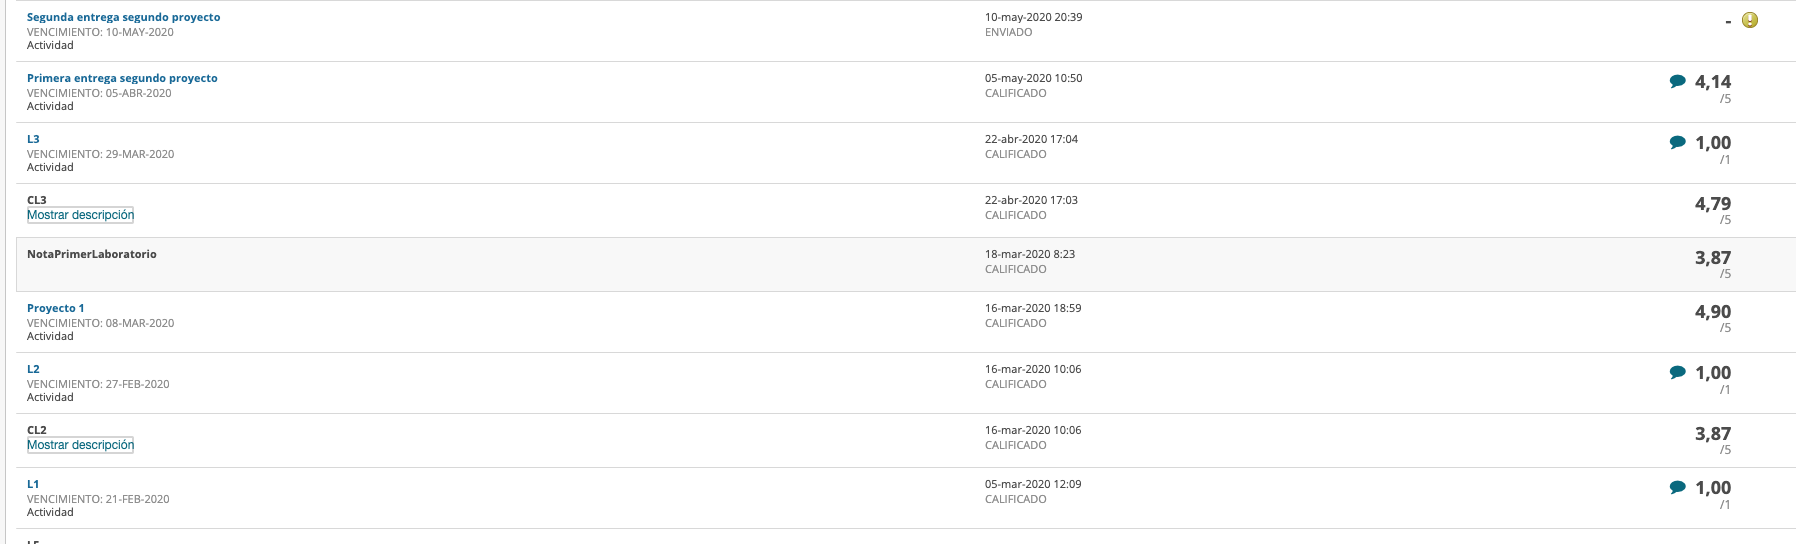 Segunda entrega segundo proyecto
10-may-2020 20:39
-
VENCIMIENTO: 10-MAY-2020
ENVIADO
Actividad
Primera entrega segundo proyecto
05-may-2020 10:50
4,14
VENCIMIENTO: 05-ABR-2020
CALIFICADO
/5
Actividad
L3
22-abr-2020 17:04
1,00
VENCIMIENTO: 29-MAR-2020
CALIFICADO
/1
Actividad
CL3
22-abr-2020 17:03
4,79
Mostrar descripción
CALIFICADO
/5
NotaPrimerLaboratorio
18-mar-2020 8:23
3,87
CALIFICADO
/5
Proyecto 1
16-mar-2020 18:59
4,90
VENCIMIENTO: 08-MAR-2020
CALIFICADO
/5
Actividad
L2
16-mar-2020 10:06
1,00
VENCIMIENTO: 27-FEB-2020
CALIFICADO
/1
Actividad
CL2
16-mar-2020 10:06
3,87
Mostrar descripción
CALIFICADO
/5
L1
05-mar-2020 12:09
1,00
VENCIMIENTO: 21-FEB-2020
CALIFICADO
/1
Actividad